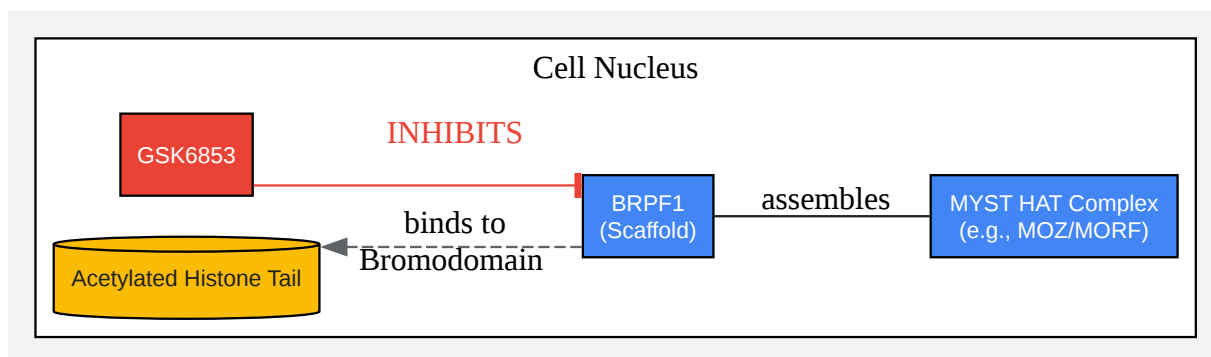 Cell Nucleus
GSK6853
INHIBITS
BRPF1
(Scaffold)
assembles
MYST HAT Complex
(e.g., MOZ/MORF)
binds to
Bromodomain
Acetylated Histone Tail